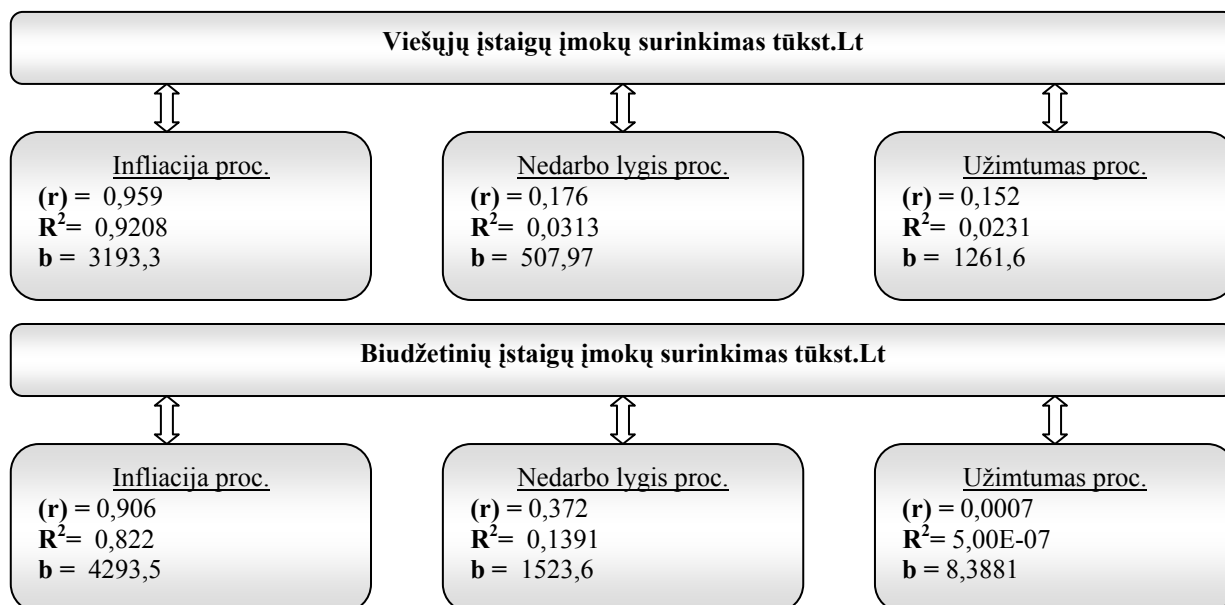 Viešųjų įstaigų įmokų surinkimas tūkst.Lt
Infliacija proc.
(r) = 0,959
R²= 0,9208
b = 3193,3
Nedarbo lygis proc.
(r) = 0,176
R²= 0,0313
b = 507,97
Užimtumas proc.
(r) = 0,152
R²= 0,0231
b = 1261,6
Biudžetinių įstaigų įmokų surinkimas tūkst.Lt
Infliacija proc.
(r) = 0,906
R²= 0,822
b = 4293,5
Nedarbo lygis proc.
(r) = 0,372
R²= 0,1391
b = 1523,6
Užimtumas proc.
(r) = 0,0007
R²= 5,00E-07
b = 8,3881